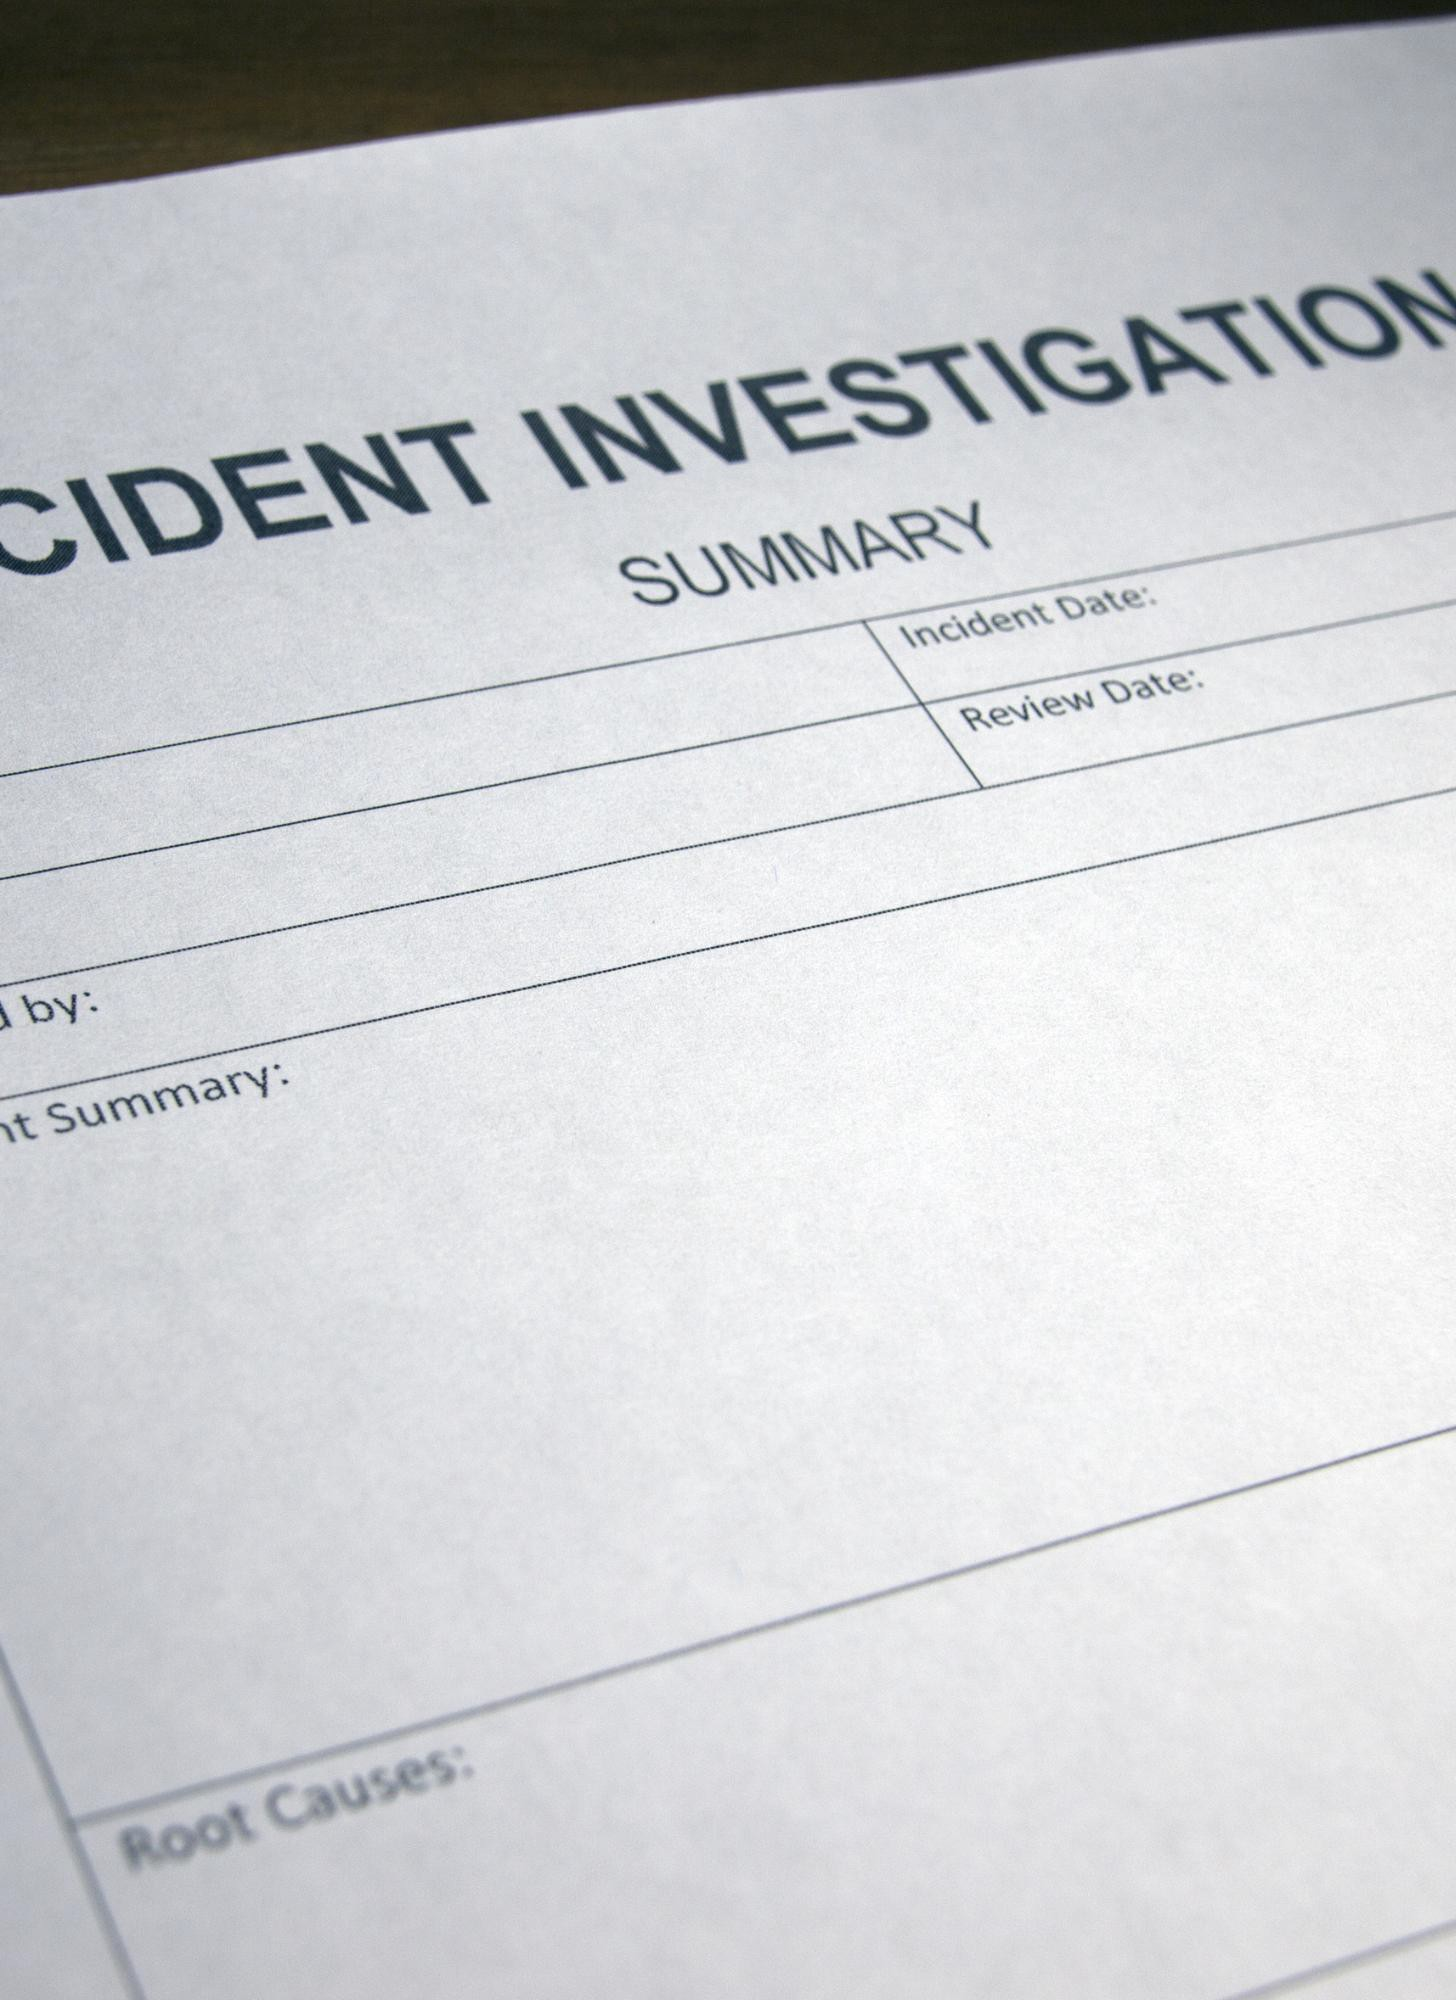 CIDENT INVESTIGATION
SUMMARY
Incident Date:
Review Date:
d by:
nt Summary:
Root Causes: